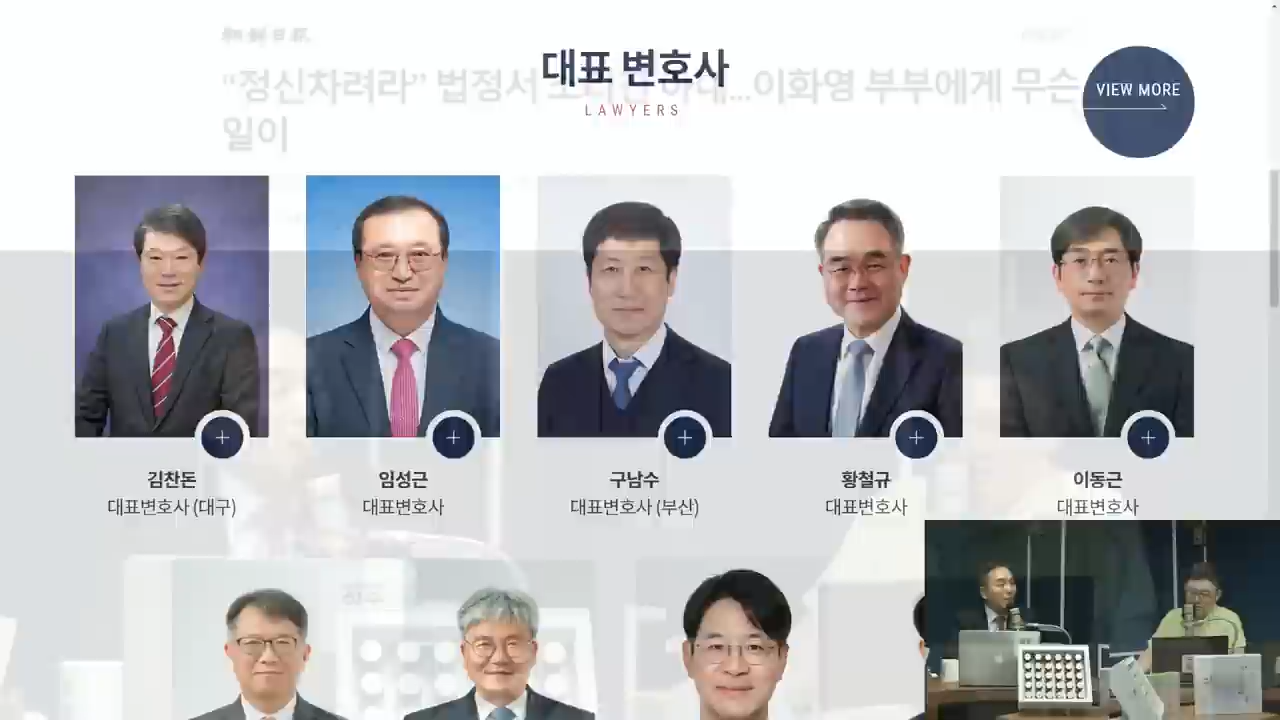 대표 변호사
LAWYERS
VIEW MORE
“정신차려라” 법정서
...이화영 부부에게 무슨
일이
김찬돈
대표변호사 (대구)
임성근
대표변호사
구남수
대표변호사 (부산)
황철규
대표변호사
이동근
대표변호사